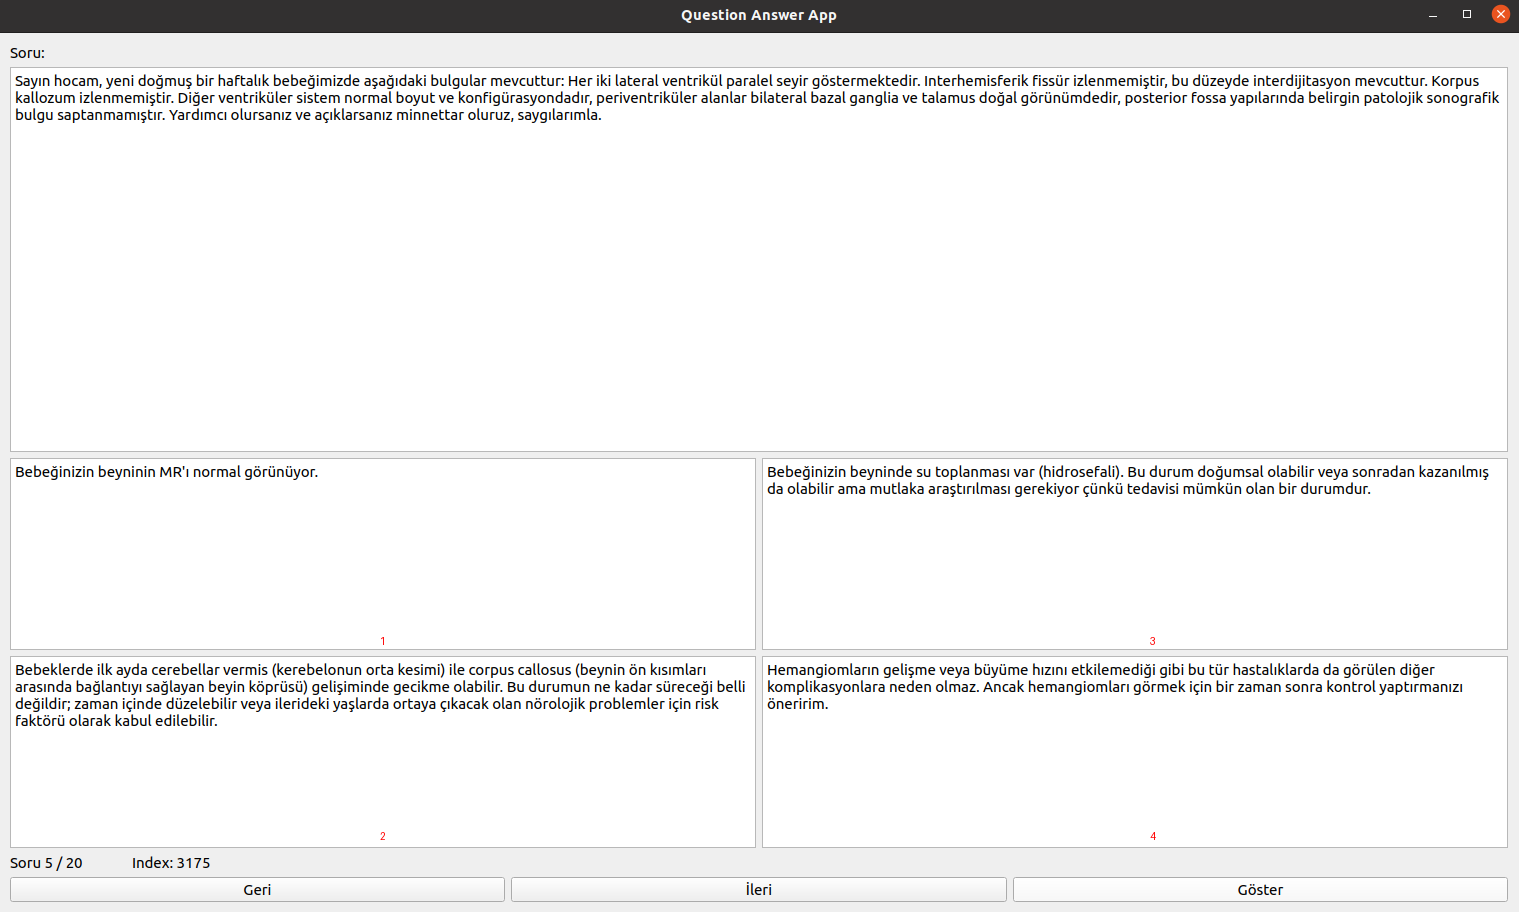 Question Answer App
Soru:
Sayın hocam, yeni doğmuş bir haftalık bebeğimizde aşağıdaki bulgular mevcuttur: Her iki lateral ventrikül paralel seyir göstermektedir. Interhemisferik fissür izlenmemiştir, bu düzeyde interdijitasyon mevcuttur. Korpus
kallozum izlenmemiştir. Diğer ventriküler sistem normal boyut ve konfigürasyondadır, periventriküler alanlar bilateral bazal ganglia ve talamus doğal görünümdedir, posterior fossa yapılarında belirgin patolojik sonografik
bulgu saptanmamıştır. Yardımcı olursanız ve açıklarsanız minnettar oluruz, saygılarımla.
Bebeğinizin beyninin MR'ı normal görünüyor.
1
Bebeğinizin beyninde su toplanması var (hidrosefali). Bu durum doğumsal olabilir veya sonradan kazanılmış
da olabilir ama mutlaka araştırılması gerekiyor çünkü tedavisi mümkün olan bir durumdur.
3
Bebeklerde ilk ayda cerebellar vermis (kerebelonun orta kesimi) ile corpus callosus (beynin ön kısımları
arasında bağlantıyı sağlayan beyin köprüsü) gelişiminde gecikme olabilir. Bu durumun ne kadar süreceği belli
değildir; zaman içinde düzelebilir veya ilerideki yaşlarda ortaya çıkacak olan nörolojik problemler için risk
faktörü olarak kabul edilebilir.
2
Hemangiomların gelişme veya büyüme hızını etkilemediği gibi bu tür hastalıklarda da görülen diğer
komplikasyonlara neden olmaz. Ancak hemangiomları görmek için bir zaman sonra kontrol yaptırmanızı
öneririm.
4
Soru 5 / 20 Index: 3175
Geri İleri Göster